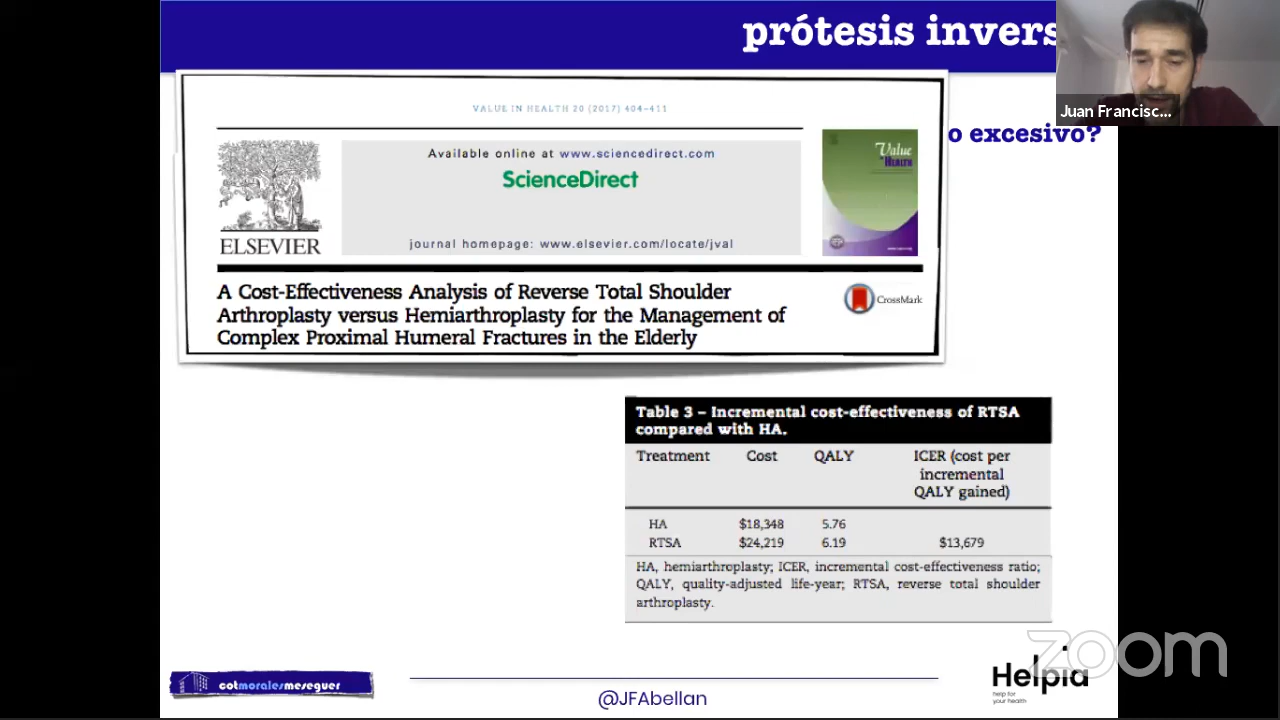 prótesis invers
Juan Francisc...
o excesivo?
VALUE IN HEALTH 20 (2017) 404–411
Available online at www.sciencedirect.com
ScienceDirect
journal homepage: www.elsevier.com/locate/jval
ELSEVIER
Value
in HEALTH
A Cost-Effectiveness Analysis of Reverse Total Shoulder
Arthroplasty versus Hemiarthroplasty for the Management of
Complex Proximal Humeral Fractures in the Elderly
CrossMark
Table 3 – Incremental cost-effectiveness of RTSA
compared with HA.
Treatment Cost QALY ICER (cost per
incremental
QALY gained)
HA $18,348 5.76
RTSA $24,219 6.19 $13,679
HA, hemiarthroplasty; ICER, incremental cost-effectiveness ratio;
QALY, quality-adjusted life-year; RTSA, reverse total shoulder
arthroplasty.
zoom
cotmoralesmeseguer
@JFAbellan
Helpia
help for
your health